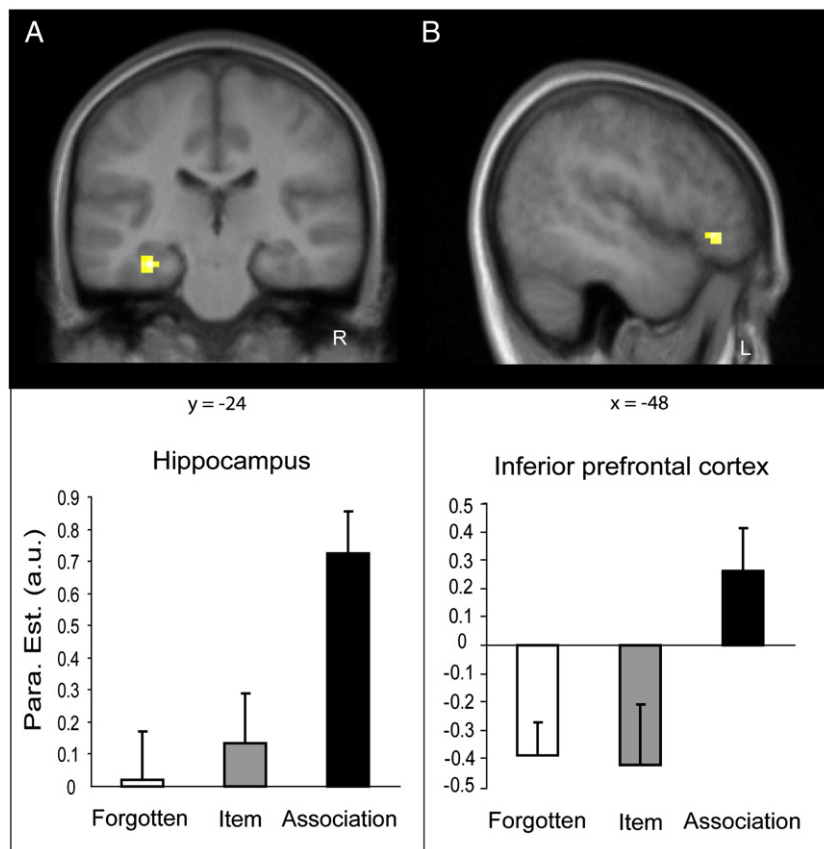 A
B
R
L
y = -24
x = -48
Hippocampus
Inferior prefrontal cortex
Para. Est. (a.u.)
0.9
0.8
0.7
0.6
0.5
0.4
0.3
0.2
0.1
0
Forgotten Item Association
0.5
0.4
0.3
0.2
0.1
0
-0.1
-0.2
-0.3
-0.4
-0.5
Forgotten Item Association